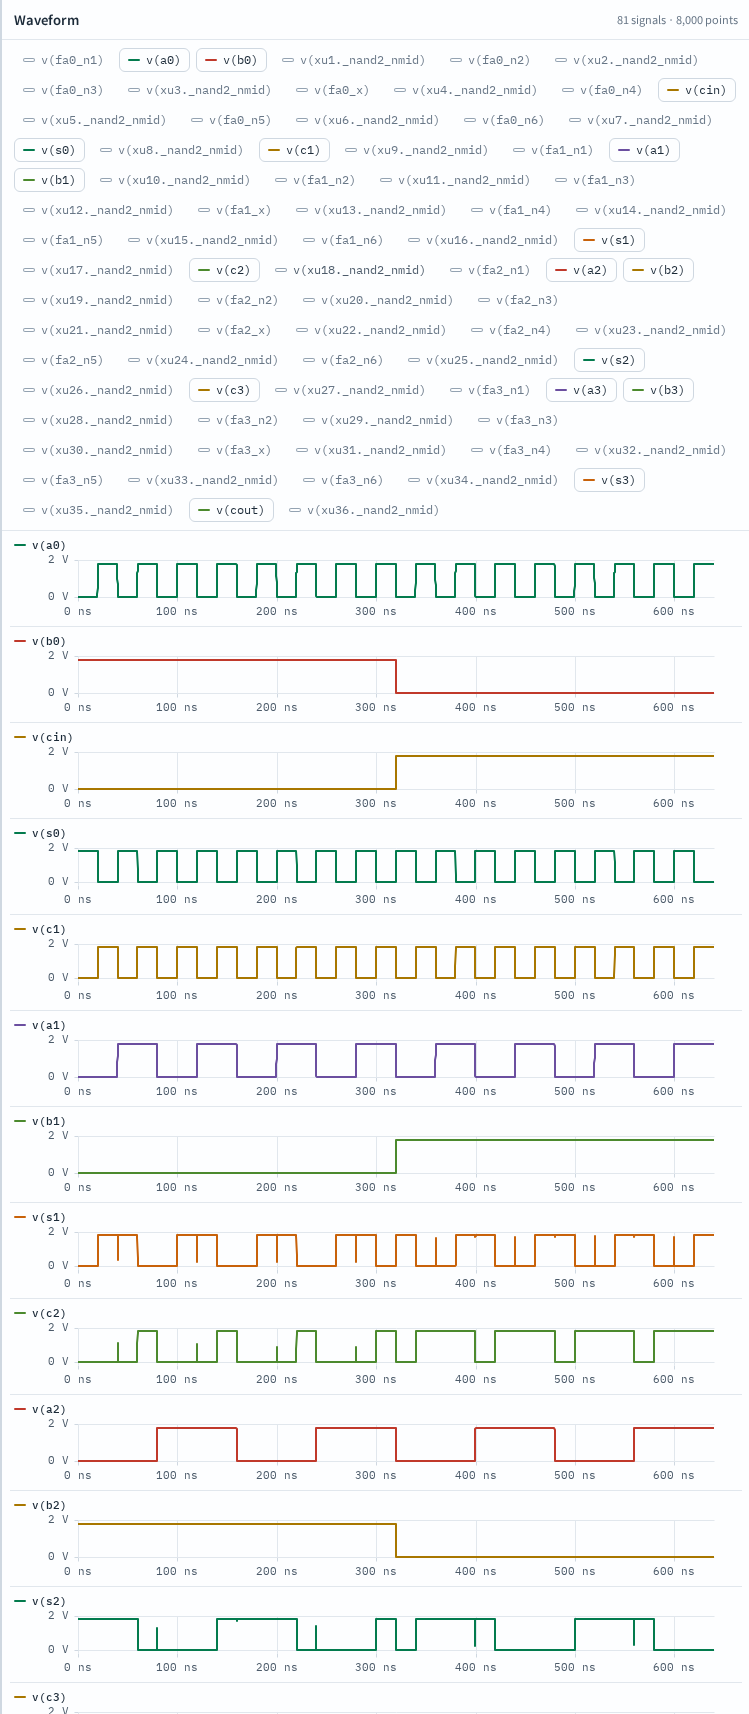 Waveform 81 signals · 8,000 points
v(fa0_n1) v(a0) v(b0) v(xu1._nand2_nmid) v(fa0_n2) v(xu2._nand2_nmid)
v(fa0_n3) v(xu3._nand2_nmid) v(fa0_x) v(xu4._nand2_nmid) v(fa0_n4) v(cin)
v(xu5._nand2_nmid) v(fa0_n5) v(xu6._nand2_nmid) v(fa0_n6) v(xu7._nand2_nmid)
v(s0) v(xu8._nand2_nmid) v(c1) v(xu9._nand2_nmid) v(fa1_n1) v(a1)
v(b1) v(xu10._nand2_nmid) v(fa1_n2) v(xu11._nand2_nmid) v(fa1_n3)
v(xu12._nand2_nmid) v(fa1_x) v(xu13._nand2_nmid) v(fa1_n4) v(xu14._nand2_nmid)
v(fa1_n5) v(xu15._nand2_nmid) v(fa1_n6) v(xu16._nand2_nmid) v(s1)
v(xu17._nand2_nmid) v(c2) v(xu18._nand2_nmid) v(fa2_n1) v(a2) v(b2)
v(xu19._nand2_nmid) v(fa2_n2) v(xu20._nand2_nmid) v(fa2_n3)
v(xu21._nand2_nmid) v(fa2_x) v(xu22._nand2_nmid) v(fa2_n4) v(xu23._nand2_nmid)
v(fa2_n5) v(xu24._nand2_nmid) v(fa2_n6) v(xu25._nand2_nmid) v(s2)
v(xu26._nand2_nmid) v(c3) v(xu27._nand2_nmid) v(fa3_n1) v(a3) v(b3)
v(xu28._nand2_nmid) v(fa3_n2) v(xu29._nand2_nmid) v(fa3_n3)
v(xu30._nand2_nmid) v(fa3_x) v(xu31._nand2_nmid) v(fa3_n4) v(xu32._nand2_nmid)
v(fa3_n5) v(xu33._nand2_nmid) v(fa3_n6) v(xu34._nand2_nmid) v(s3)
v(xu35._nand2_nmid) v(cout) v(xu36._nand2_nmid)
v(a0)
2 V
0 V
0 ns 100 ns 200 ns 300 ns 400 ns 500 ns 600 ns
v(b0)
2 V
0 V
0 ns 100 ns 200 ns 300 ns 400 ns 500 ns 600 ns
v(cin)
2 V
0 V
0 ns 100 ns 200 ns 300 ns 400 ns 500 ns 600 ns
v(s0)
2 V
0 V
0 ns 100 ns 200 ns 300 ns 400 ns 500 ns 600 ns
v(c1)
2 V
0 V
0 ns 100 ns 200 ns 300 ns 400 ns 500 ns 600 ns
v(a1)
2 V
0 V
0 ns 100 ns 200 ns 300 ns 400 ns 500 ns 600 ns
v(b1)
2 V
0 V
0 ns 100 ns 200 ns 300 ns 400 ns 500 ns 600 ns
v(s1)
2 V
0 V
0 ns 100 ns 200 ns 300 ns 400 ns 500 ns 600 ns
v(c2)
2 V
0 V
0 ns 100 ns 200 ns 300 ns 400 ns 500 ns 600 ns
v(a2)
2 V
0 V
0 ns 100 ns 200 ns 300 ns 400 ns 500 ns 600 ns
v(b2)
2 V
0 V
0 ns 100 ns 200 ns 300 ns 400 ns 500 ns 600 ns
v(s2)
2 V
0 V
0 ns 100 ns 200 ns 300 ns 400 ns 500 ns 600 ns
v(c3)
2 V